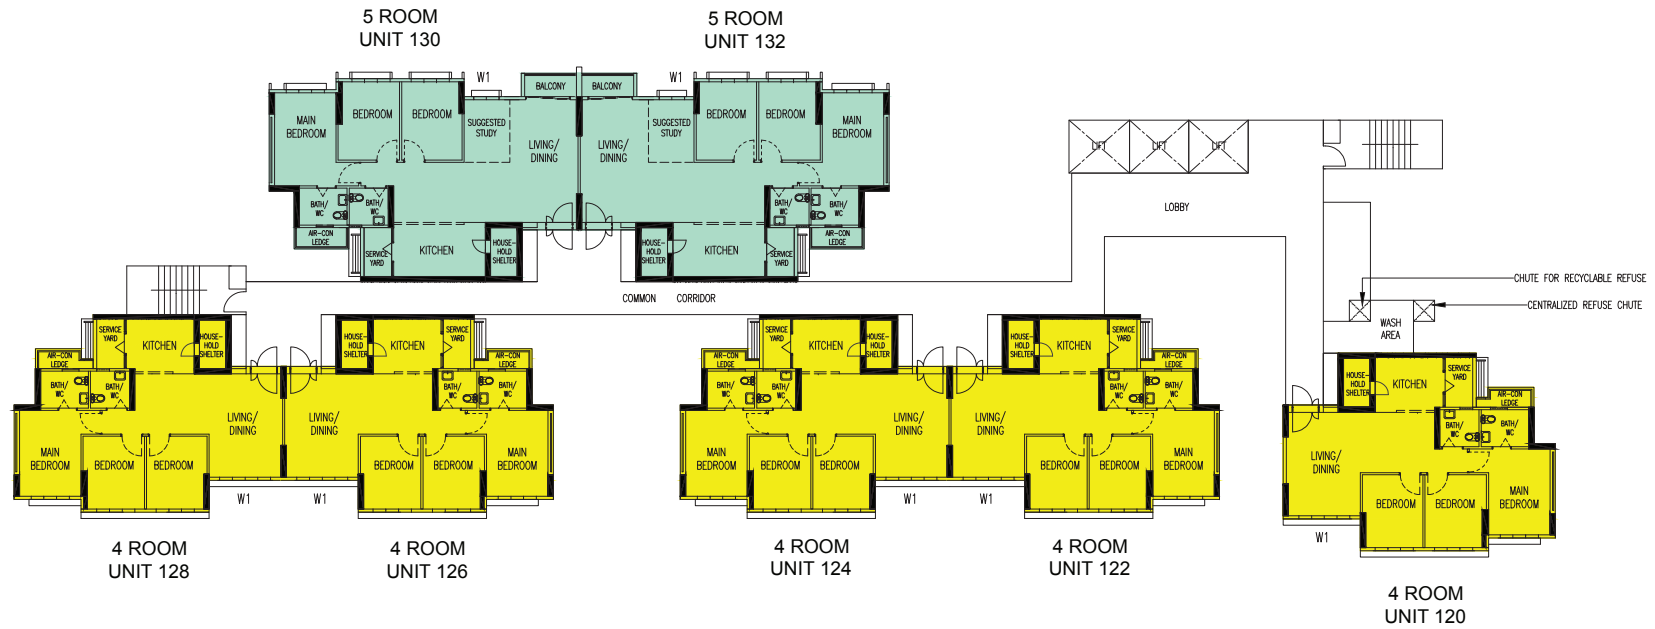 5 ROOM
UNIT 130
5 ROOM
UNIT 132
W1
W1
BALCONY
BALCONY
MAIN
BEDROOM
BEDROOM
BEDROOM
SUGGESTED
STUDY
LIVING/
DINING
LIVING/
DINING
SUGGESTED
STUDY
BEDROOM
BEDROOM
MAIN
BEDROOM
BATH/
WC
BATH/
WC
AIR-CON
LEDGE
SERVICE
YARD
KITCHEN
HOUSE-
HOLD
SHELTER
HOUSE-
HOLD
SHELTER
KITCHEN
SERVICE
YARD
BATH/
WC
BATH/
WC
AIR-CON
LEDGE
LIFT
LIFT
LIFT
LOBBY
COMMON CORRIDOR
CHUTE FOR RECYCLABLE REFUSE
CENTRALIZED REFUSE CHUTE
WASH
AREA
AIR-CON
LEDGE
SERVICE
YARD
KITCHEN
HOUSE-
HOLD
SHELTER
BATH/
WC
BATH/
WC
LIVING/
DINING
MAIN
BEDROOM
BEDROOM
BEDROOM
W1
4 ROOM
UNIT 128
HOUSE-
HOLD
SHELTER
KITCHEN
SERVICE
YARD
AIR-CON
LEDGE
BATH/
WC
BATH/
WC
LIVING/
DINING
BEDROOM
BEDROOM
MAIN
BEDROOM
W1
4 ROOM
UNIT 126
AIR-CON
LEDGE
SERVICE
YARD
KITCHEN
HOUSE-
HOLD
SHELTER
BATH/
WC
BATH/
WC
LIVING/
DINING
MAIN
BEDROOM
BEDROOM
BEDROOM
W1
4 ROOM
UNIT 124
HOUSE-
HOLD
SHELTER
KITCHEN
SERVICE
YARD
AIR-CON
LEDGE
BATH/
WC
BATH/
WC
LIVING/
DINING
BEDROOM
BEDROOM
MAIN
BEDROOM
W1
4 ROOM
UNIT 122
HOUSE-
HOLD
SHELTER
KITCHEN
SERVICE
YARD
AIR-CON
LEDGE
BATH/
WC
BATH/
WC
LIVING/
DINING
BEDROOM
BEDROOM
MAIN
BEDROOM
W1
4 ROOM
UNIT 120